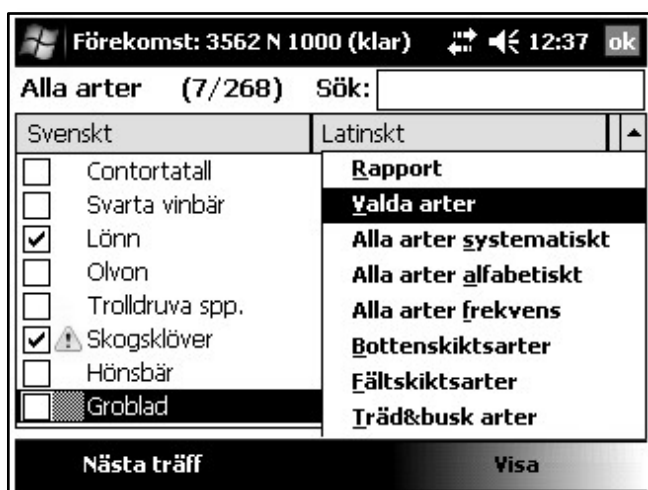 Förekomst: 3562 N 1000 (klar) 12:37 ok
Alla arter (7/268) Sök:
Svenskt Latinskt
Contortatall Rapport
Svarta vinbär Valda arter
Lönn Alla arter systematiskt
Olvon Alla arter alfabetiskt
Trolldruva spp. Alla arter frekvens
Skogsklöver Bottenskiktsarter
Hönsbär Fältskiktsarter
Groblad Träd&busk arter
Nästa träff Visa